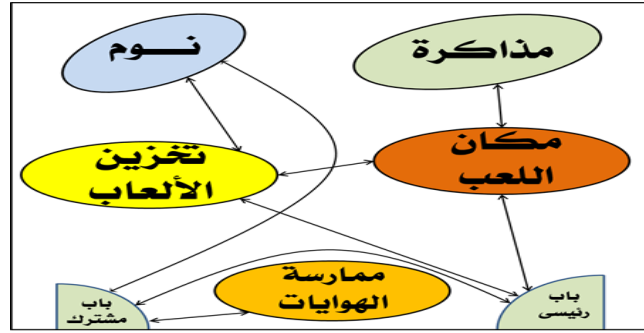 نــوم
مذاكرة
تخزين
الألعاب
مكان
اللعب
ممارسة
الهوايات
باب
مشترك
باب
رئيسى